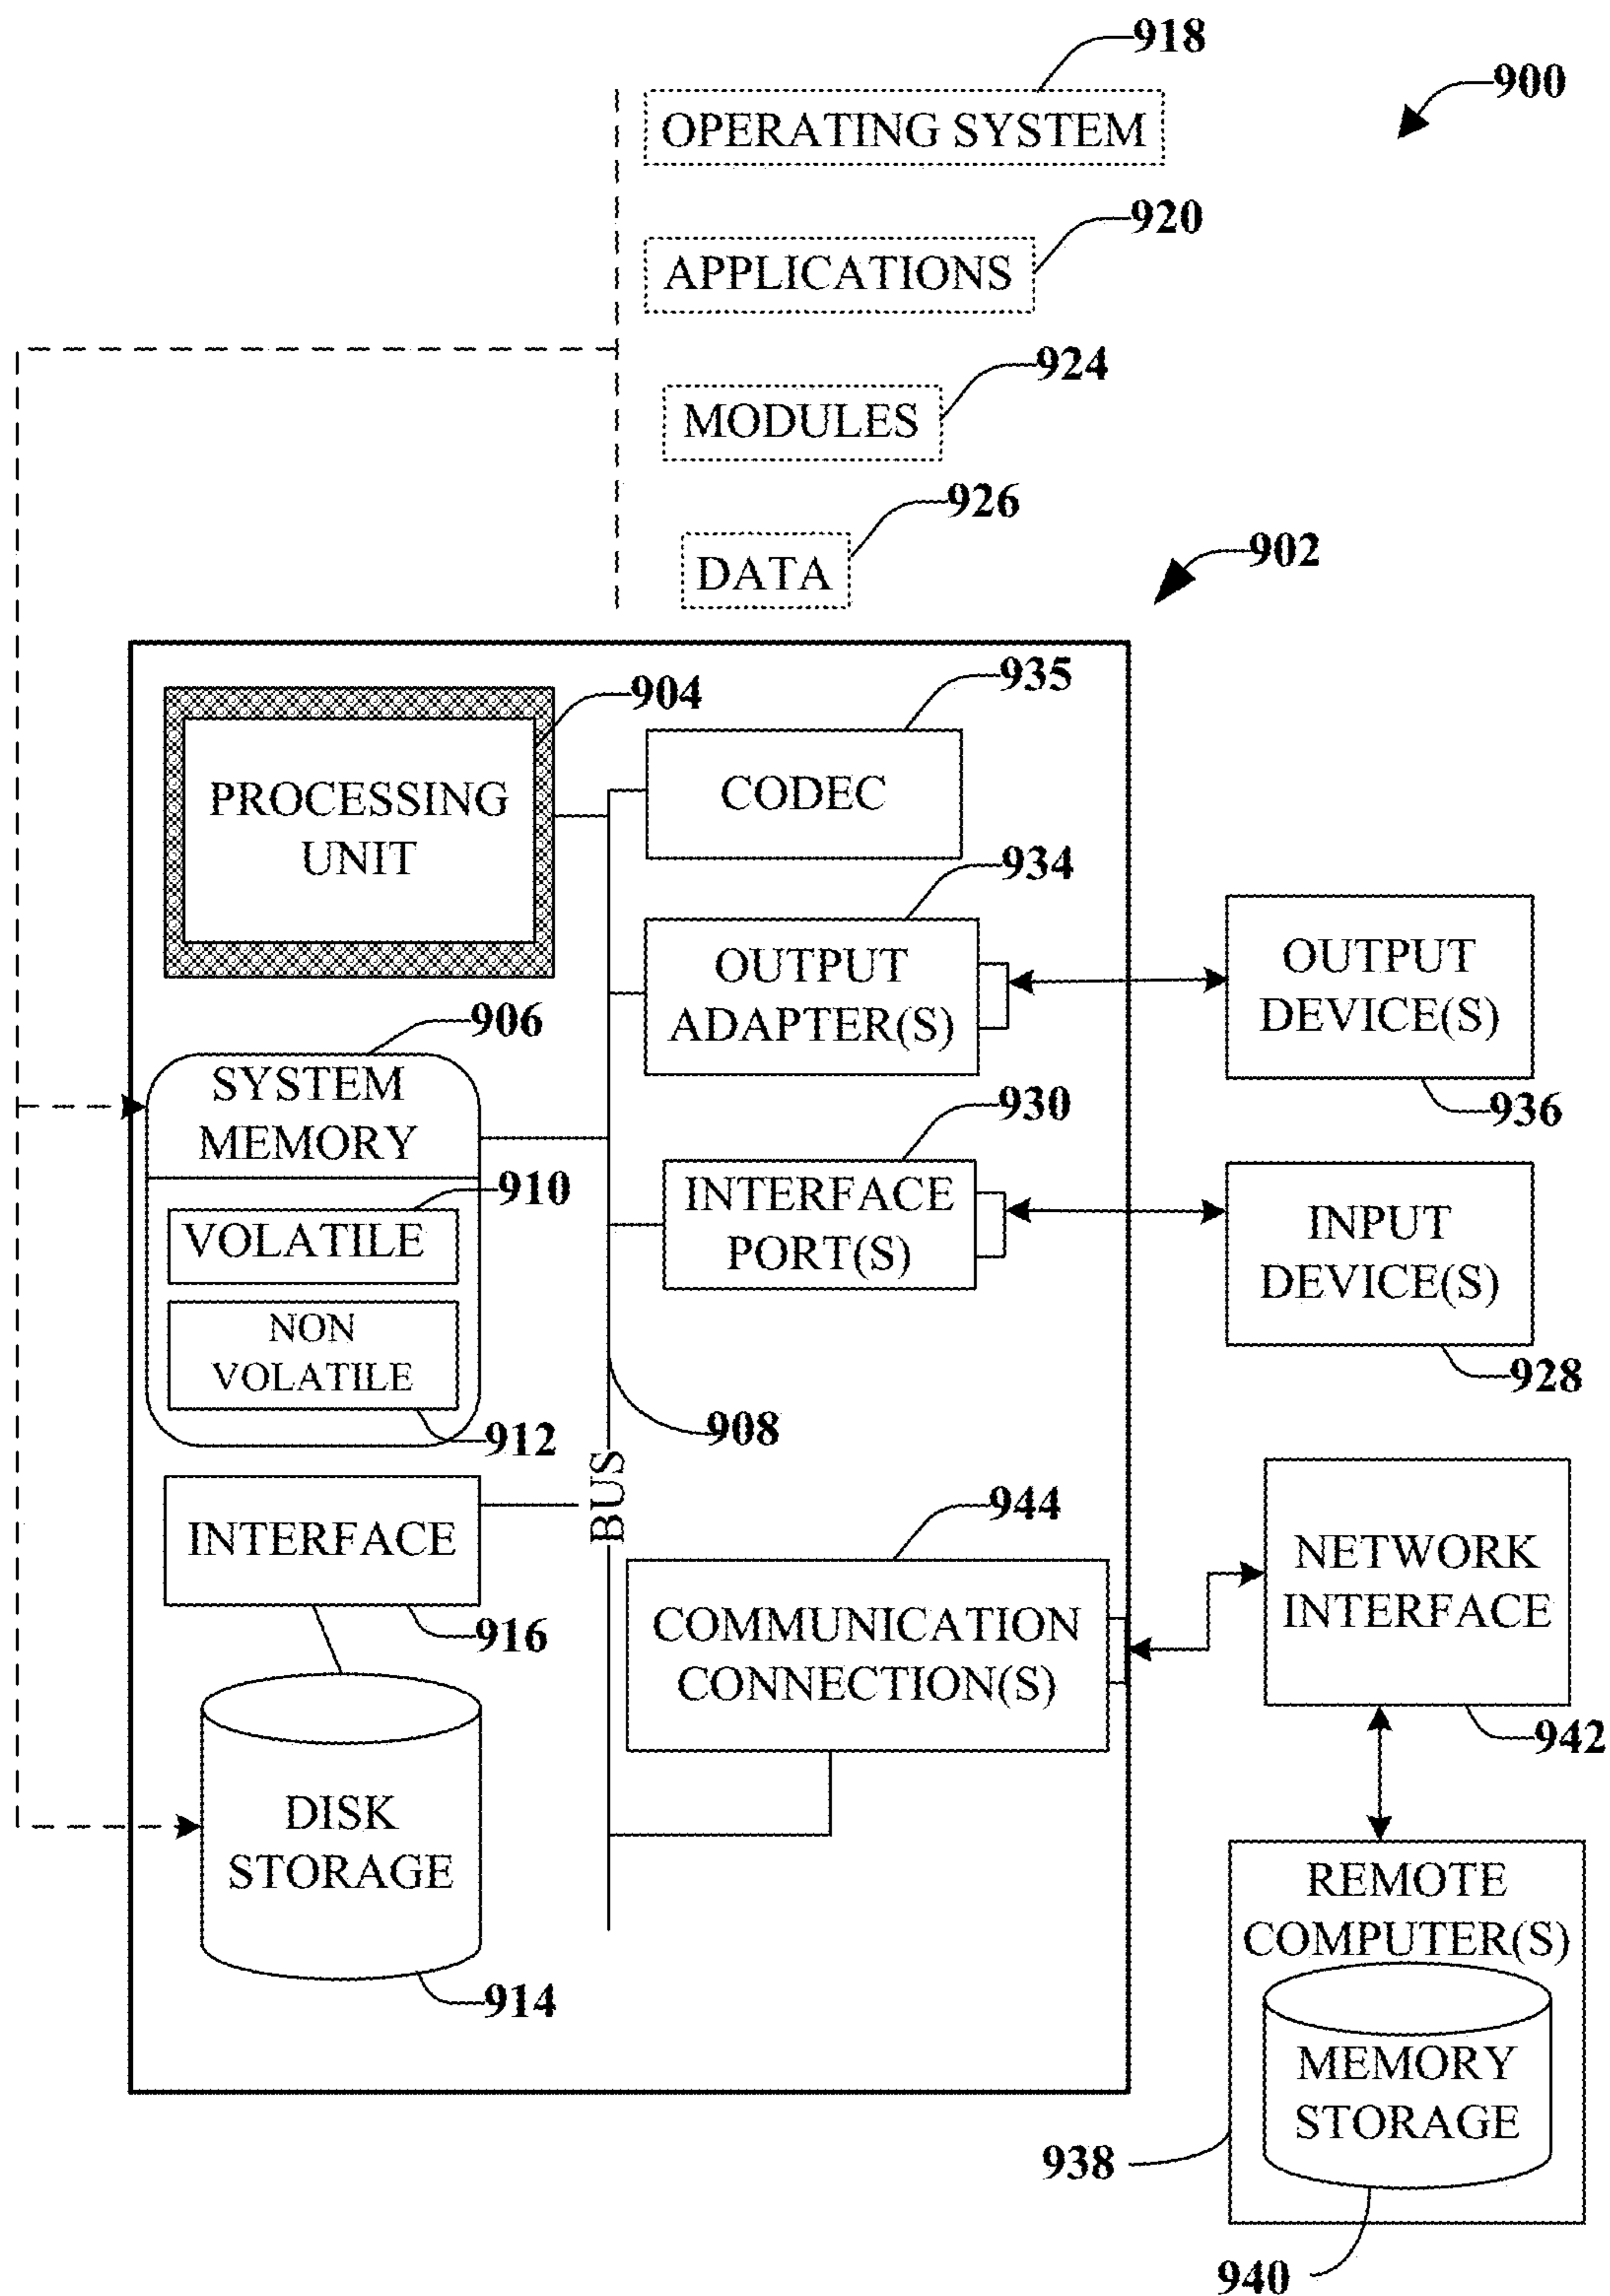 918
900
OPERATING SYSTEM
920
APPLICATIONS
924
MODULES
926
DATA
902
935
904
PROCESSING
UNIT
CODEC
934
OUTPUT
ADAPTER(S)
OUTPUT
DEVICE(S)
936
906
SYSTEM
MEMORY
930
910
VOLATILE
INTERFACE
PORT(S)
INPUT
DEVICE(S)
928
NON
VOLATILE
912
908
BUS
INTERFACE
916
944
COMMUNICATION
CONNECTION(S)
NETWORK
INTERFACE
942
DISK
STORAGE
914
REMOTE
COMPUTER(S)
MEMORY
STORAGE
938
940